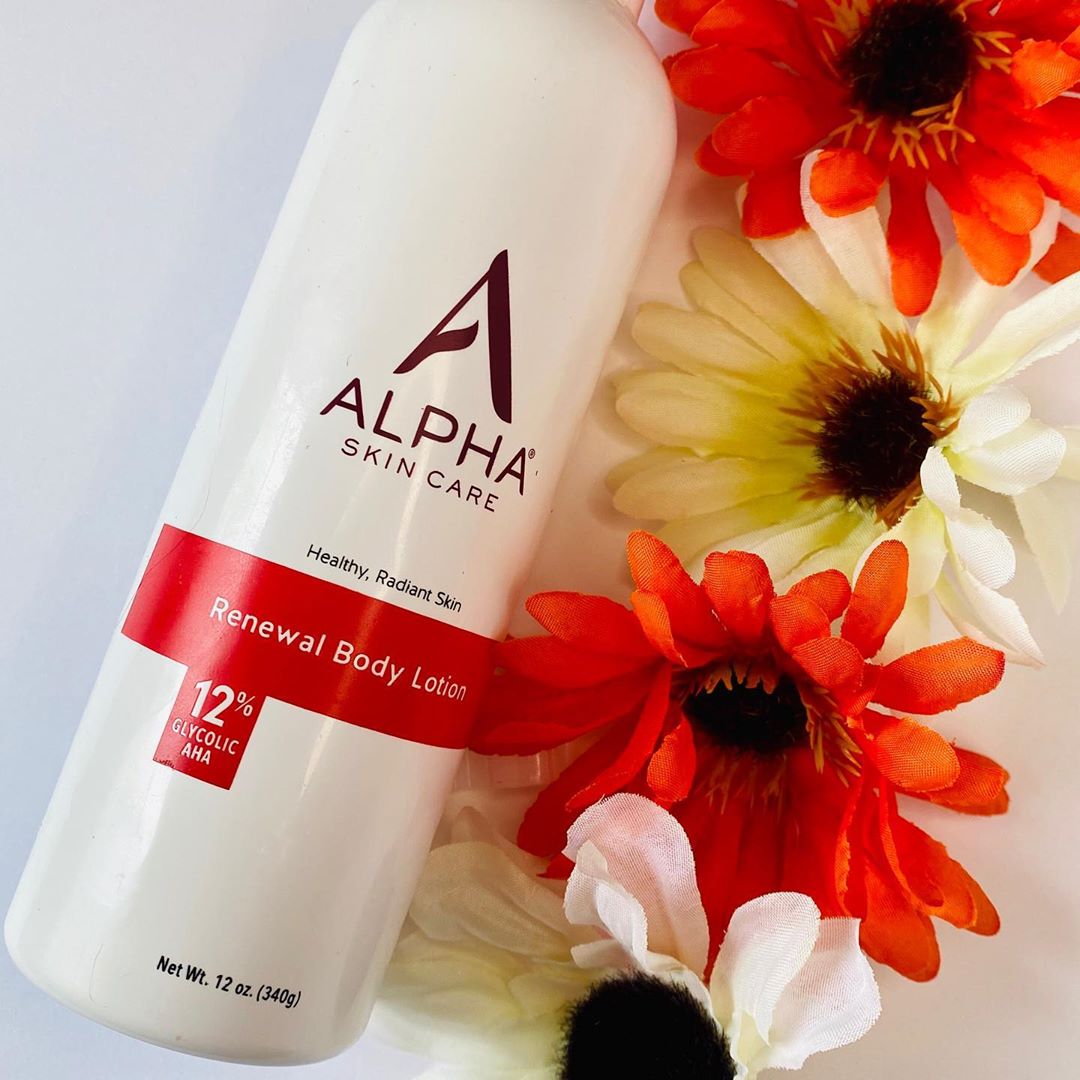 ALPHA®
SKIN CARE
Healthy, Radiant Skin
Renewal Body Lotion
12%
GLYCOLIC
AHA
Net Wt. 12 oz. (340g)